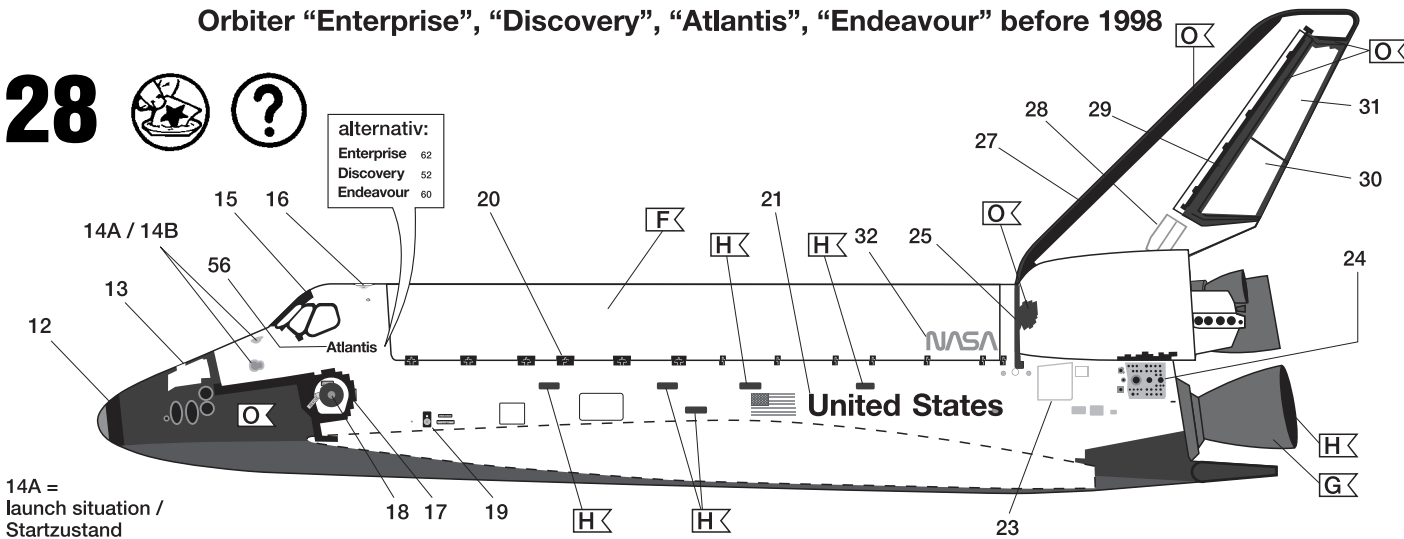 Orbiter “Enterprise”, “Discovery”, “Atlantis”, “Endeavour” before 1998
28
?
alternativ:
Enterprise 62
Discovery 52
Endeavour 60
O
O
31
28
29
27
30
15
16
20
F
21
H
H
32
25
O
24
14A / 14B
56
13
12
Atlantis
NASA
United States
O
H
G
14A =
launch situation /
Startzustand
18
17
19
H
H
23